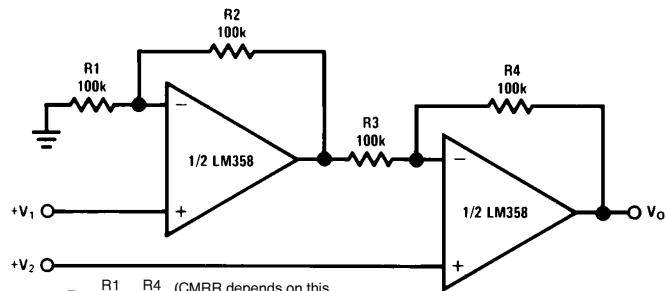 R2
100k
R1
100k
R4
100k
R3
100k
−
1/2 LM358
+
−
1/2 LM358
+
+V1
+V2
VO
R1 R4 (CMRR depends on this